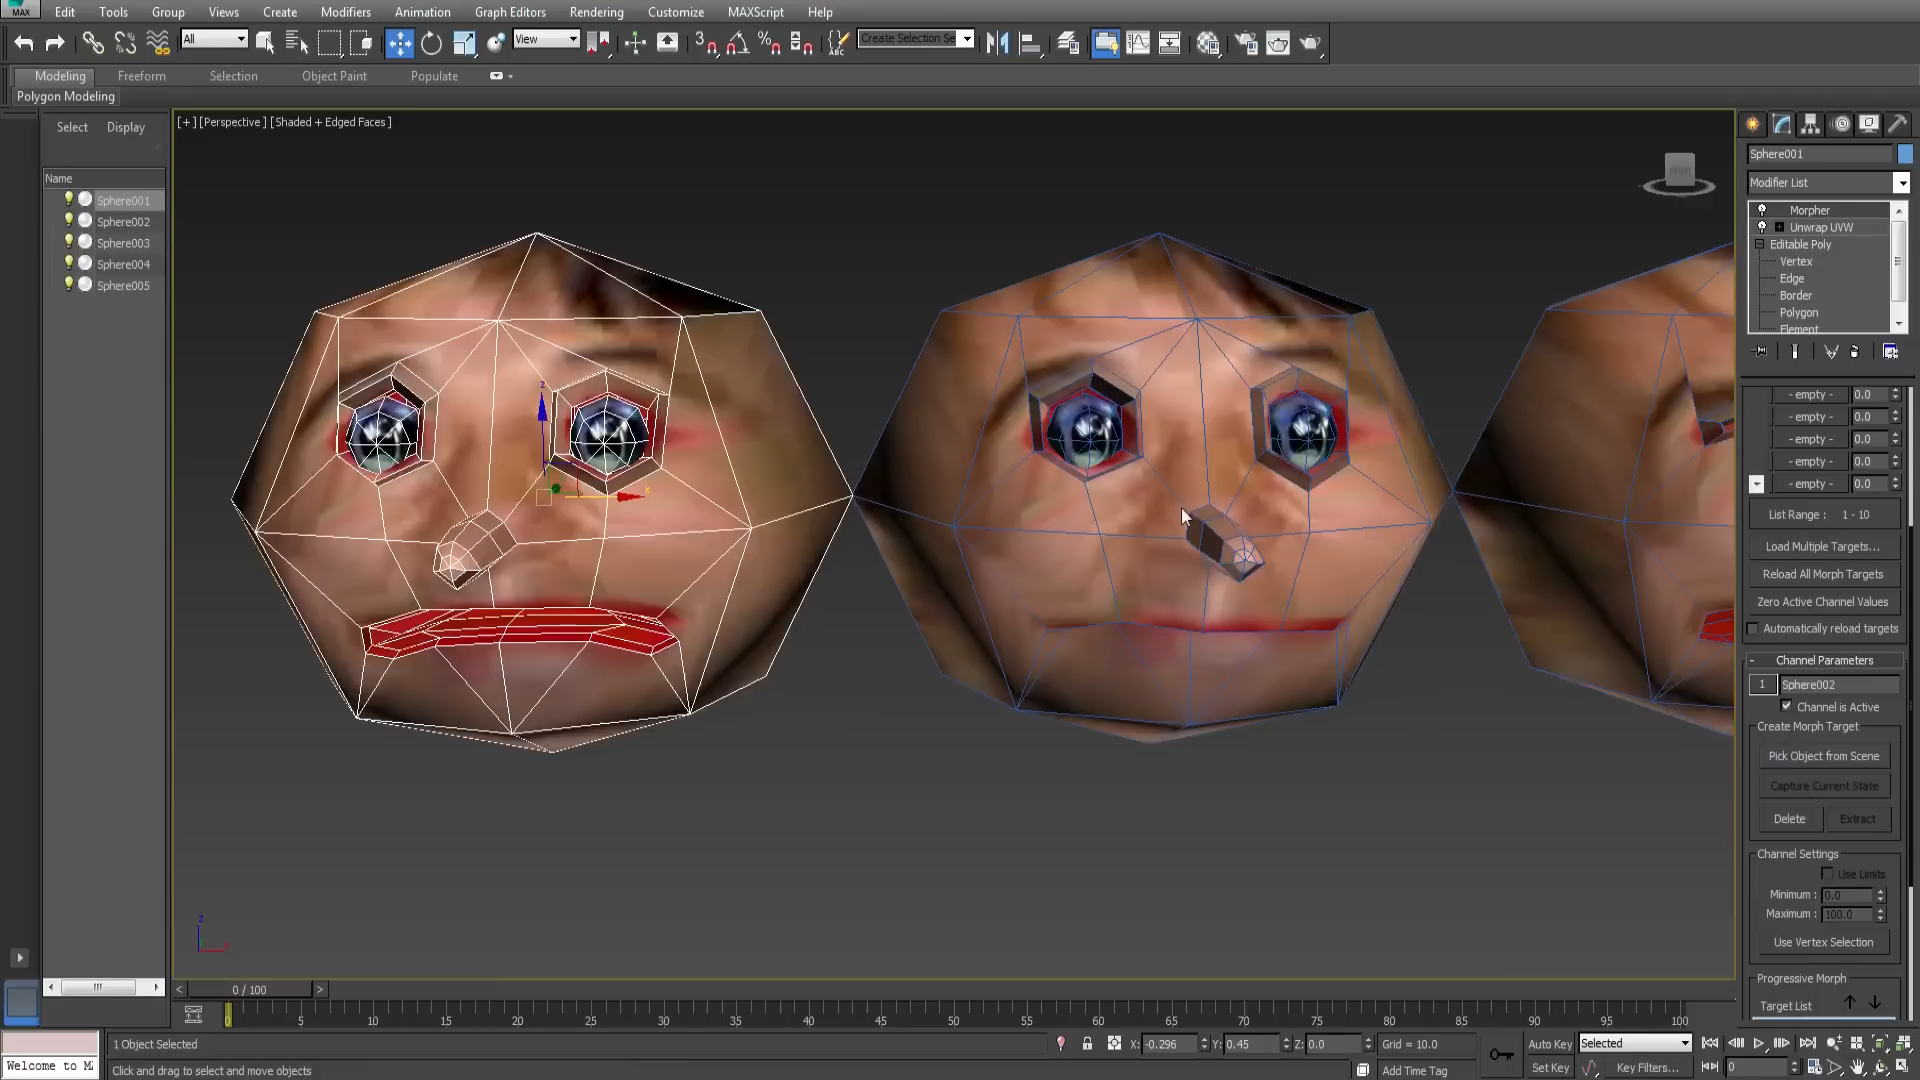 MAX Edit Tools Group Views Create Modifiers Animation Graph Editors Rendering Customize MAXScript Help
All View 3 % ABC Create Selection Se
Modeling Freeform Selection Object Paint Populate
Polygon Modeling
Select Display
[+] [Perspective] [Shaded + Edged Faces]
Name
Sphere001
Sphere002
Sphere003
Sphere004
Sphere005
FRONT
z
x
z
Sphere001
Modifier List
Morpher
Unwrap UVW
Editable Poly
Vertex
Edge
Border
Polygon
Element
- empty - 0.0
- empty - 0.0
- empty - 0.0
- empty - 0.0
- empty - 0.0
List Range : 1 - 10
Load Multiple Targets...
Reload All Morph Targets
Zero Active Channel Values
Automatically reload targets
- Channel Parameters
1 Sphere002
Channel is Active
Create Morph Target
Pick Object from Scene
Capture Current State
Delete Extract
Channel Settings
Use Limits
Minimum : 0.0
Maximum : 100.0
Use Vertex Selection
Progressive Morph
Target List
< 0 / 100 >
0 5 10 15 20 25 30 35 40 45 50 55 60 65 70 75 80 85 90 95 100
1 Object Selected X: -0.296 Y: 0.45 Z: 0.0 Grid = 10.0 Auto Key Selected
Welcome to M Click and drag to select and move objects Add Time Tag Set Key Key Filters... 0